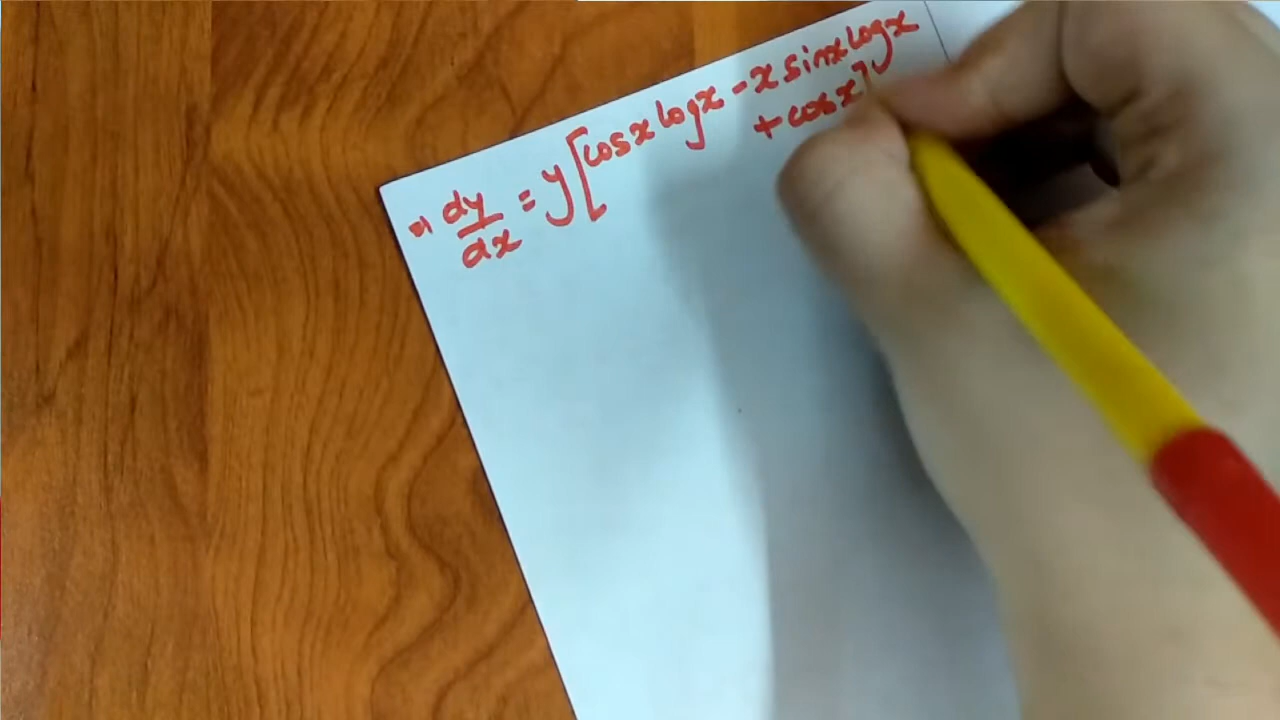 ⇒ dy/dx = y[cosx logx - x sinx logx
+ cosx]